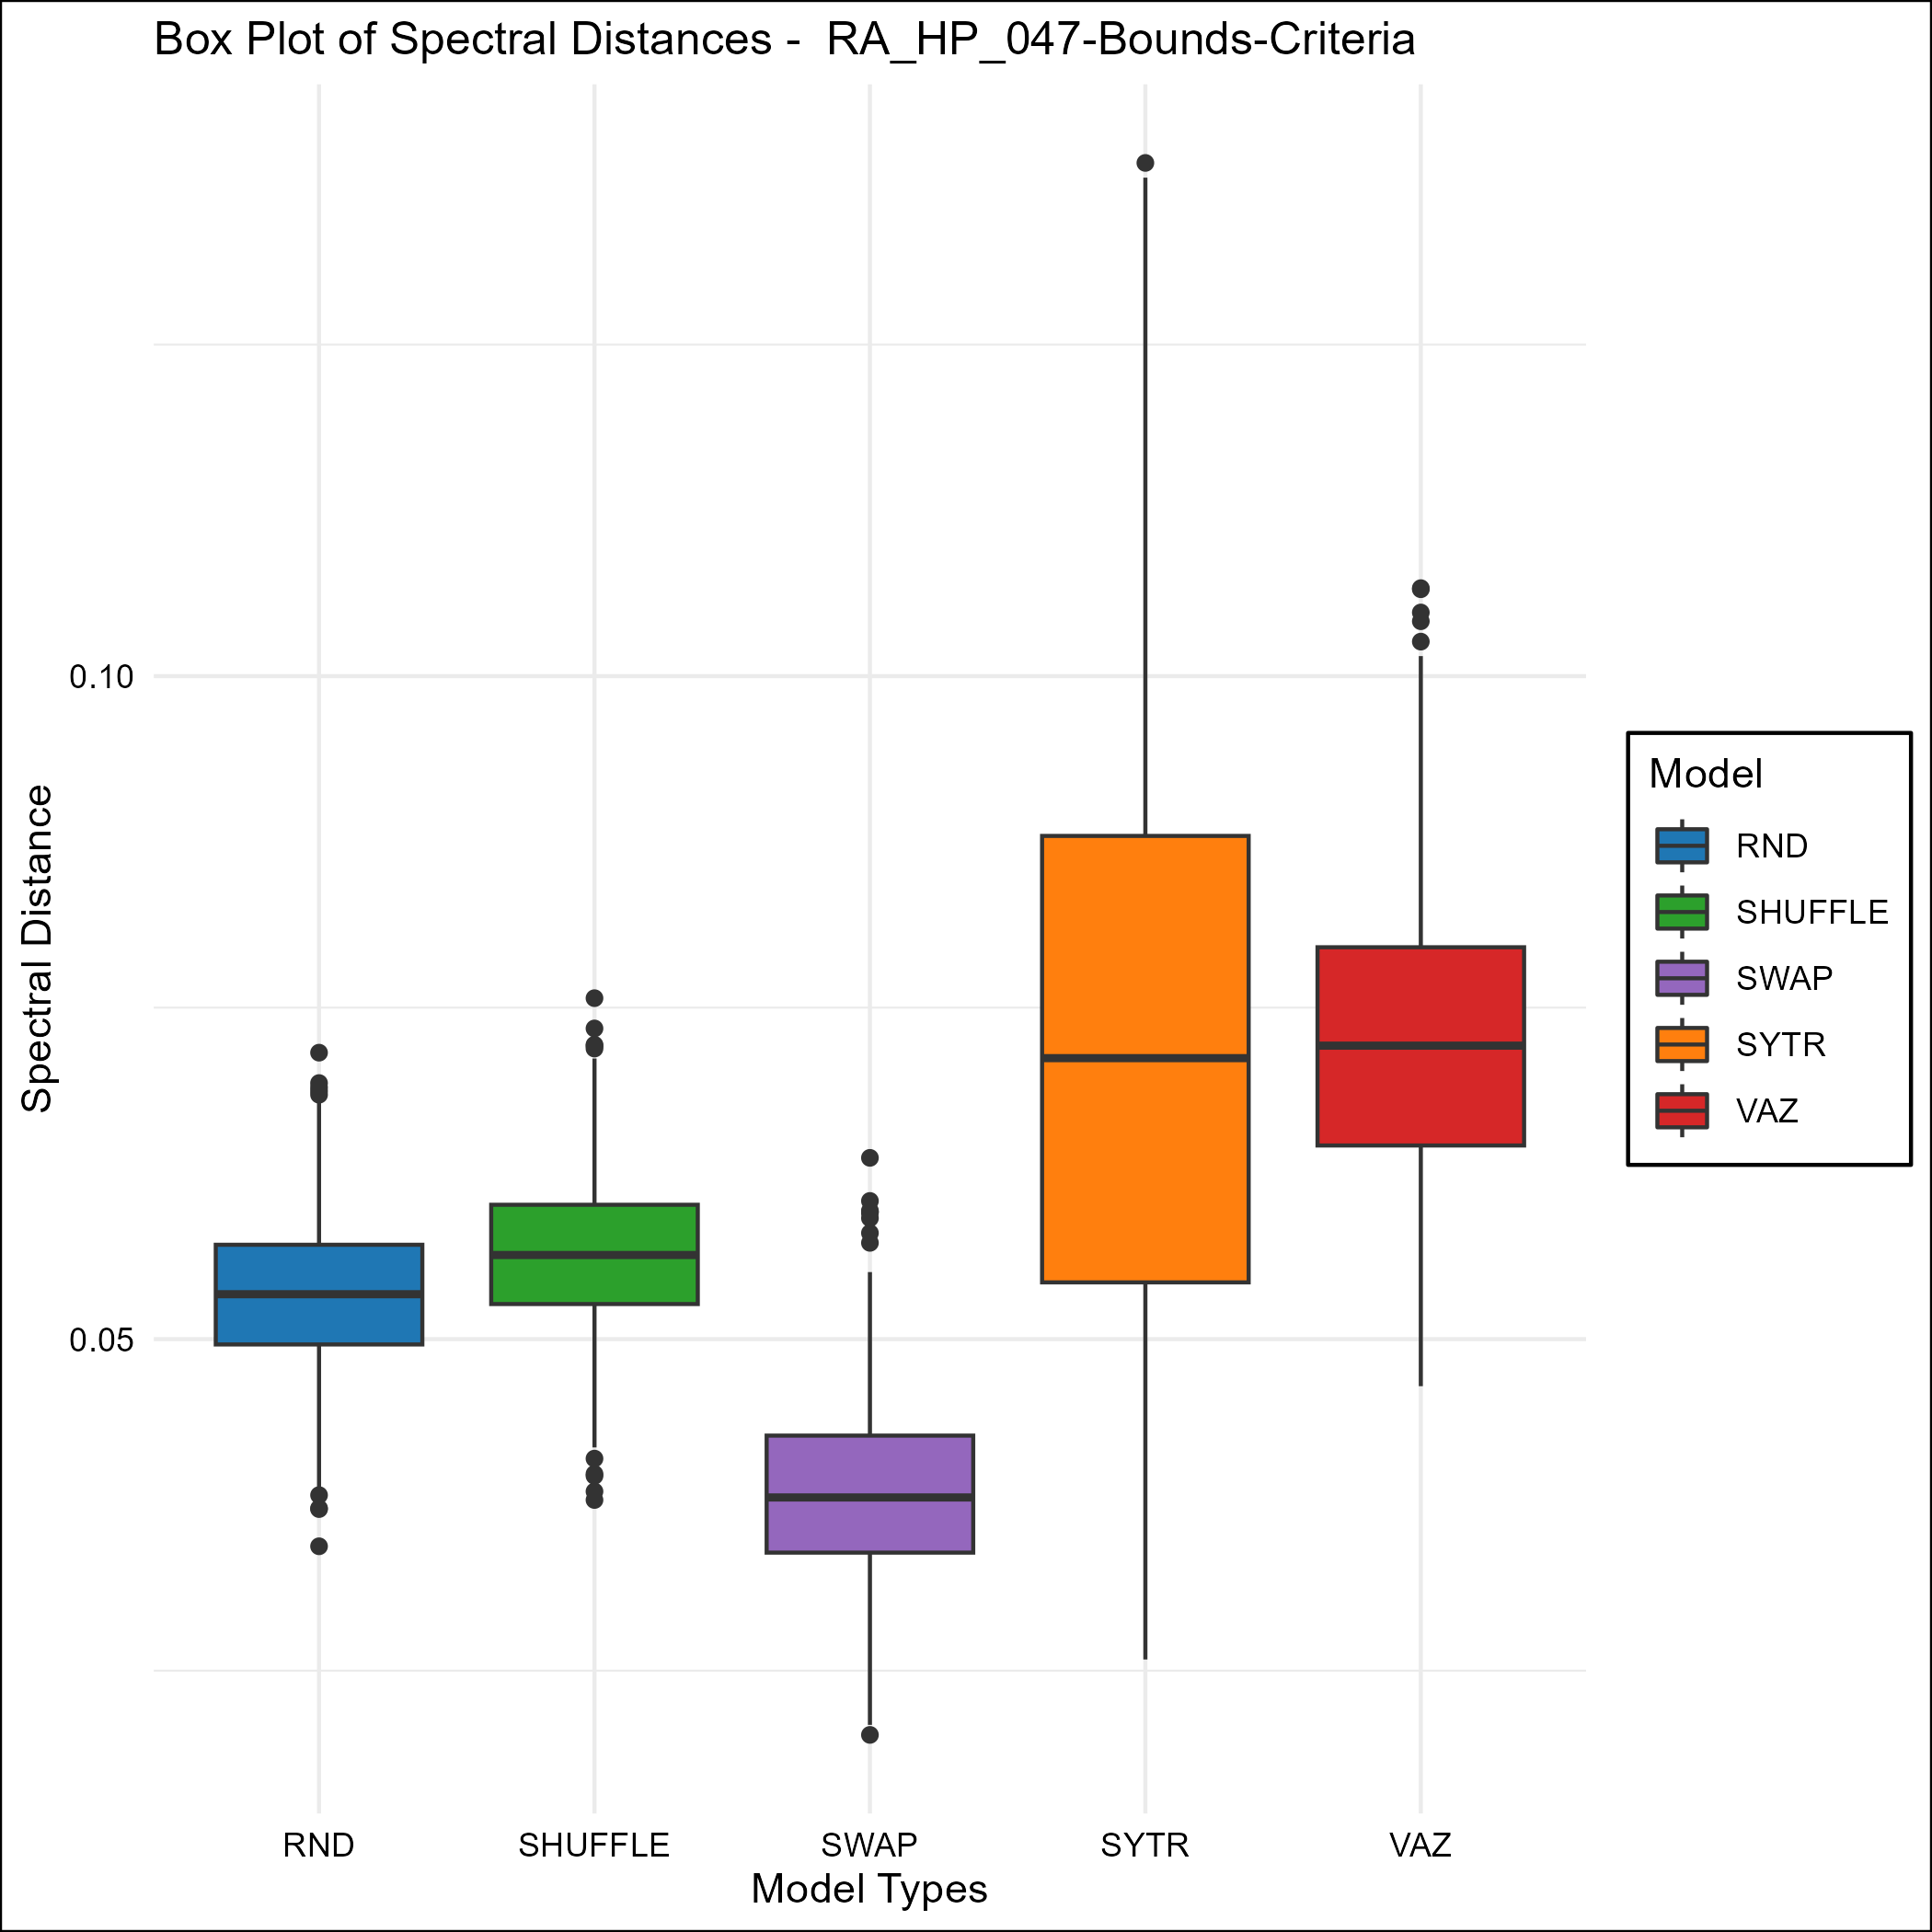 Box Plot of Spectral Distances -  RA_HP_047-Bounds-Criteria
Spectral Distance
0.10
0.05
RND
SHUFFLE
SWAP
SYTR
VAZ
Model Types
Model
RND
SHUFFLE
SWAP
SYTR
VAZ